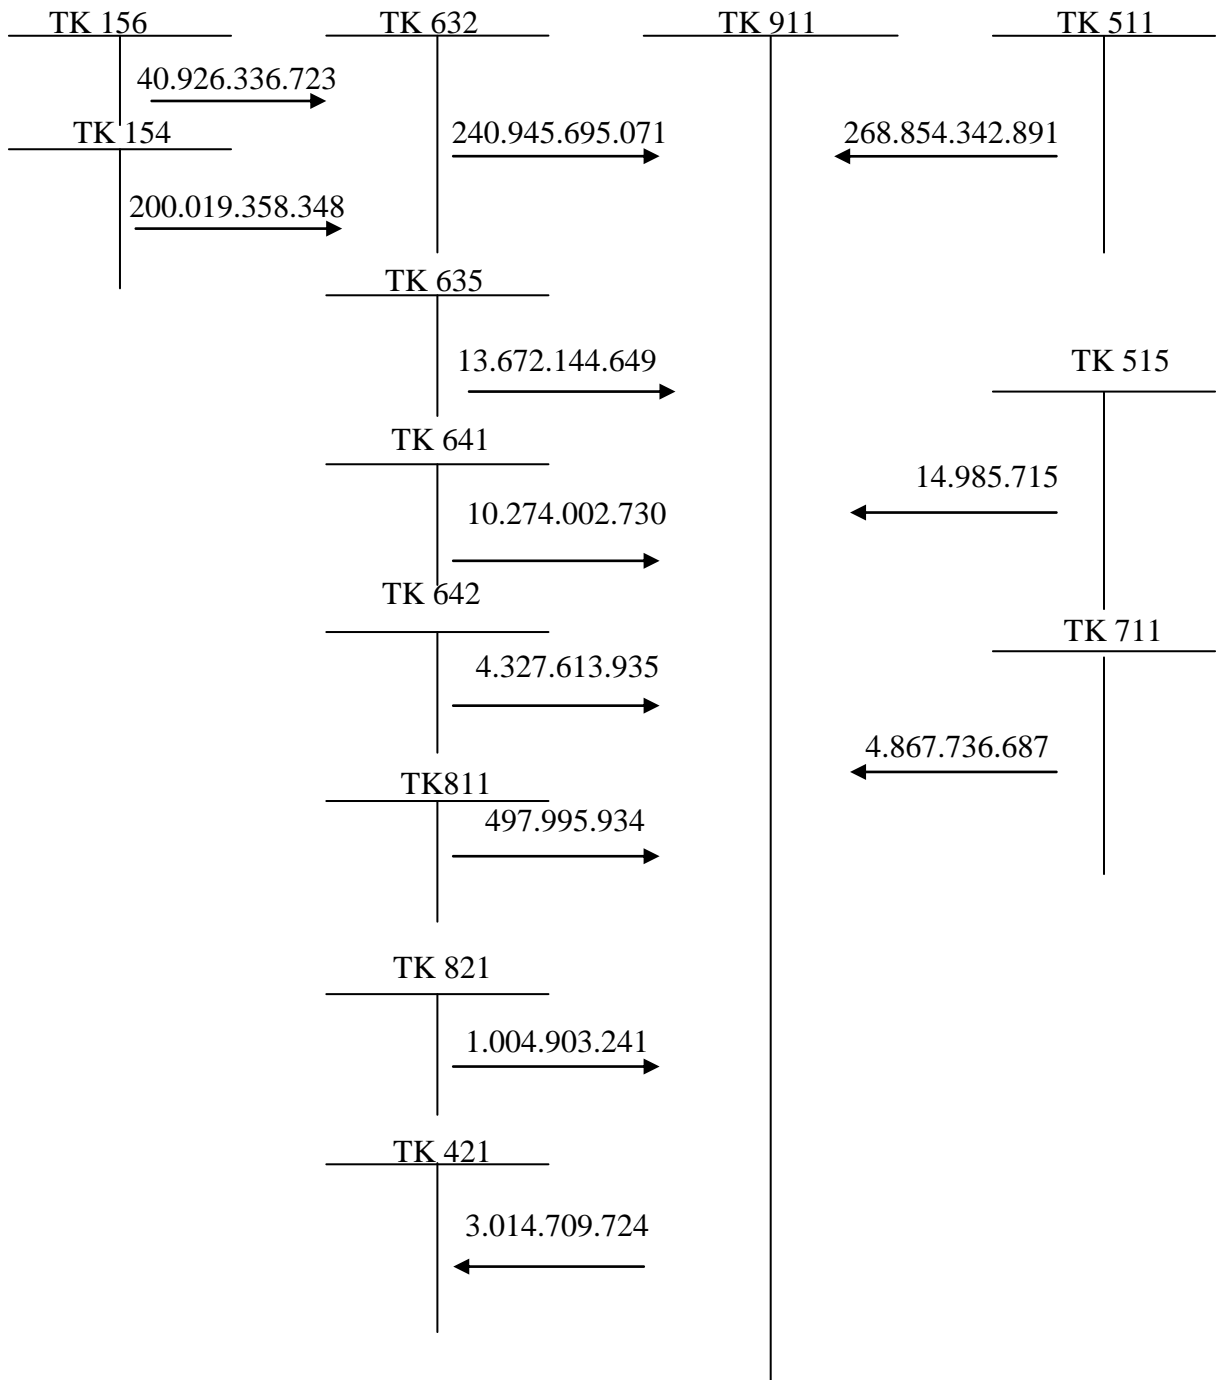 TK 156
TK 632
TK 911
TK 511
40.926.336.723
TK 154
240.945.695.071
268.854.342.891
200.019.358.348
TK 635
13.672.144.649
TK 515
TK 641
14.985.715
10.274.002.730
TK 642
TK 711
4.327.613.935
4.867.736.687
TK811
497.995.934
TK 821
1.004.903.241
TK 421
3.014.709.724